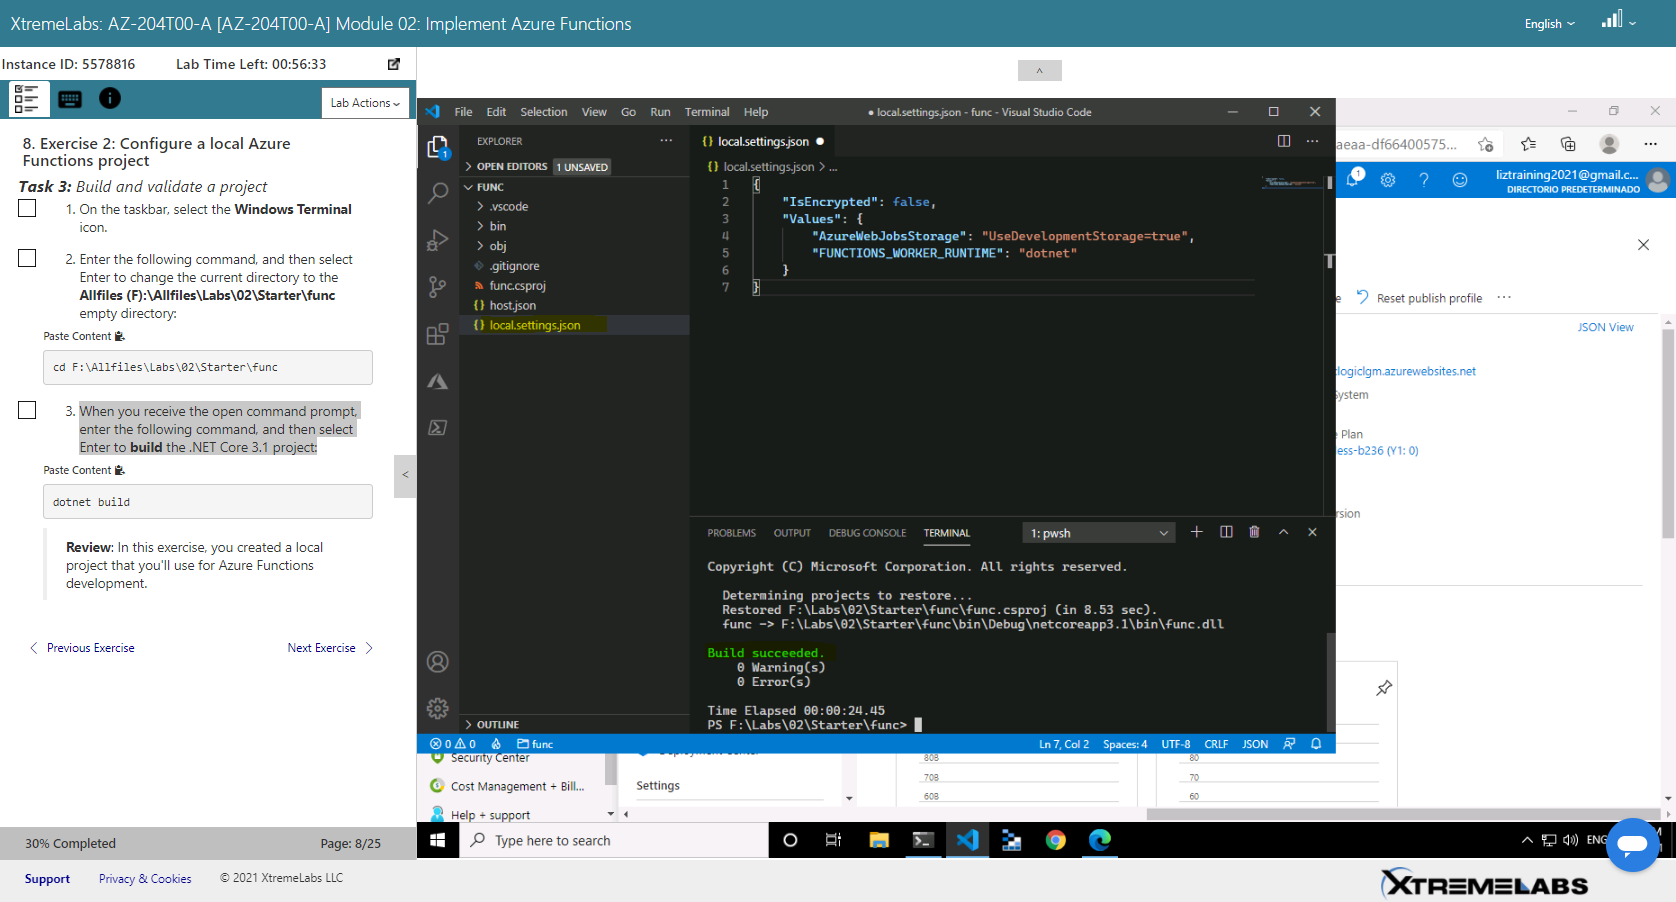 XtremeLabs: AZ-204T00-A [AZ-204T00-A] Module 02: Implement Azure Functions
English
Instance ID: 5578816
Lab Time Left: 00:56:33
Lab Actions
8. Exercise 2: Configure a local Azure
Functions project
Task 3: Build and validate a project
1. On the taskbar, select the Windows Terminal
icon.
2. Enter the following command, and then select
Enter to change the current directory to the
Allfiles (F):\Allfiles\Labs\02\Starter\func
empty directory:
Paste Content
cd F:\Allfiles\Labs\02\Starter\func
3. When you receive the open command prompt,
enter the following command, and then select
Enter to build the .NET Core 3.1 project:
Paste Content
dotnet build
Review: In this exercise, you created a local
project that you'll use for Azure Functions
development.
Previous Exercise
Next Exercise
30% Completed
Page: 8/25
File Edit Selection View Go Run Terminal Help
● local.settings.json - func - Visual Studio Code
EXPLORER
OPEN EDITORS 1 UNSAVED
FUNC
.vscode
bin
obj
.gitignore
func.csproj
{} host.json
{} local.settings.json
OUTLINE
{} local.settings.json ●
{} local.settings.json > ...
1 {
2 "IsEncrypted": false,
3 "Values": {
4 "AzureWebJobsStorage": "UseDevelopmentStorage=true",
5 "FUNCTIONS_WORKER_RUNTIME": "dotnet"
6 }
7 }
PROBLEMS OUTPUT DEBUG CONSOLE TERMINAL
1: pwsh
Copyright (C) Microsoft Corporation. All rights reserved.
Determining projects to restore...
Restored F:\Labs\02\Starter\func\func.csproj (in 8.53 sec).
func -> F:\Labs\02\Starter\func\bin\Debug\netcoreapp3.1\bin\func.dll
Build succeeded.
0 Warning(s)
0 Error(s)
Time Elapsed 00:00:24.45
PS F:\Labs\02\Starter\func>
0 0 func
Ln 7, Col 2 Spaces: 4 UTF-8 CRLF JSON
aeaa-df66400575...
1
liztraining2021@gmail.c...
DIRECTORIO PREDETERMINADO
Reset publish profile ...
JSON View
logiclgm.azurewebsites.net
System
Plan
ess-b236 (Y1: 0)
rsion
Security Center
Cost Management + Bill...
Help + support
Settings
80B
70B
60B
80
70
60
Type here to search
ENG
Support
Privacy & Cookies
© 2021 XtremeLabs LLC
XTREMELABS